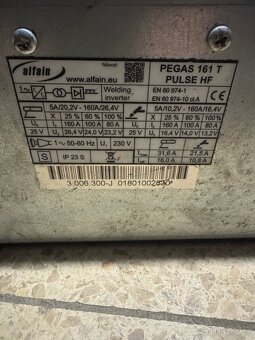 alfain
Návod
www.alfain.eu
PEGAS 161 T
PULSE HF
Welding inverter
EN 60 974-1
EN 60 974-10 cl.A
5A/20,2V - 160A/26,4V
5A/10,2V - 160A/16,4V
X 25% 60% 100%
X 25% 60% 100%
I₂ 160 A 100 A 80 A
I₂ 160 A 100 A 80 A
25 V U₂ 26,4 24,0 23,2 V
25 V U₂ 16,4 14,0 13,2
1~ 50-60 Hz U₁ 230 V
S IP 23 S
31,6 A 21,5 A
16,0 A 10,8 A
3.006.300-J